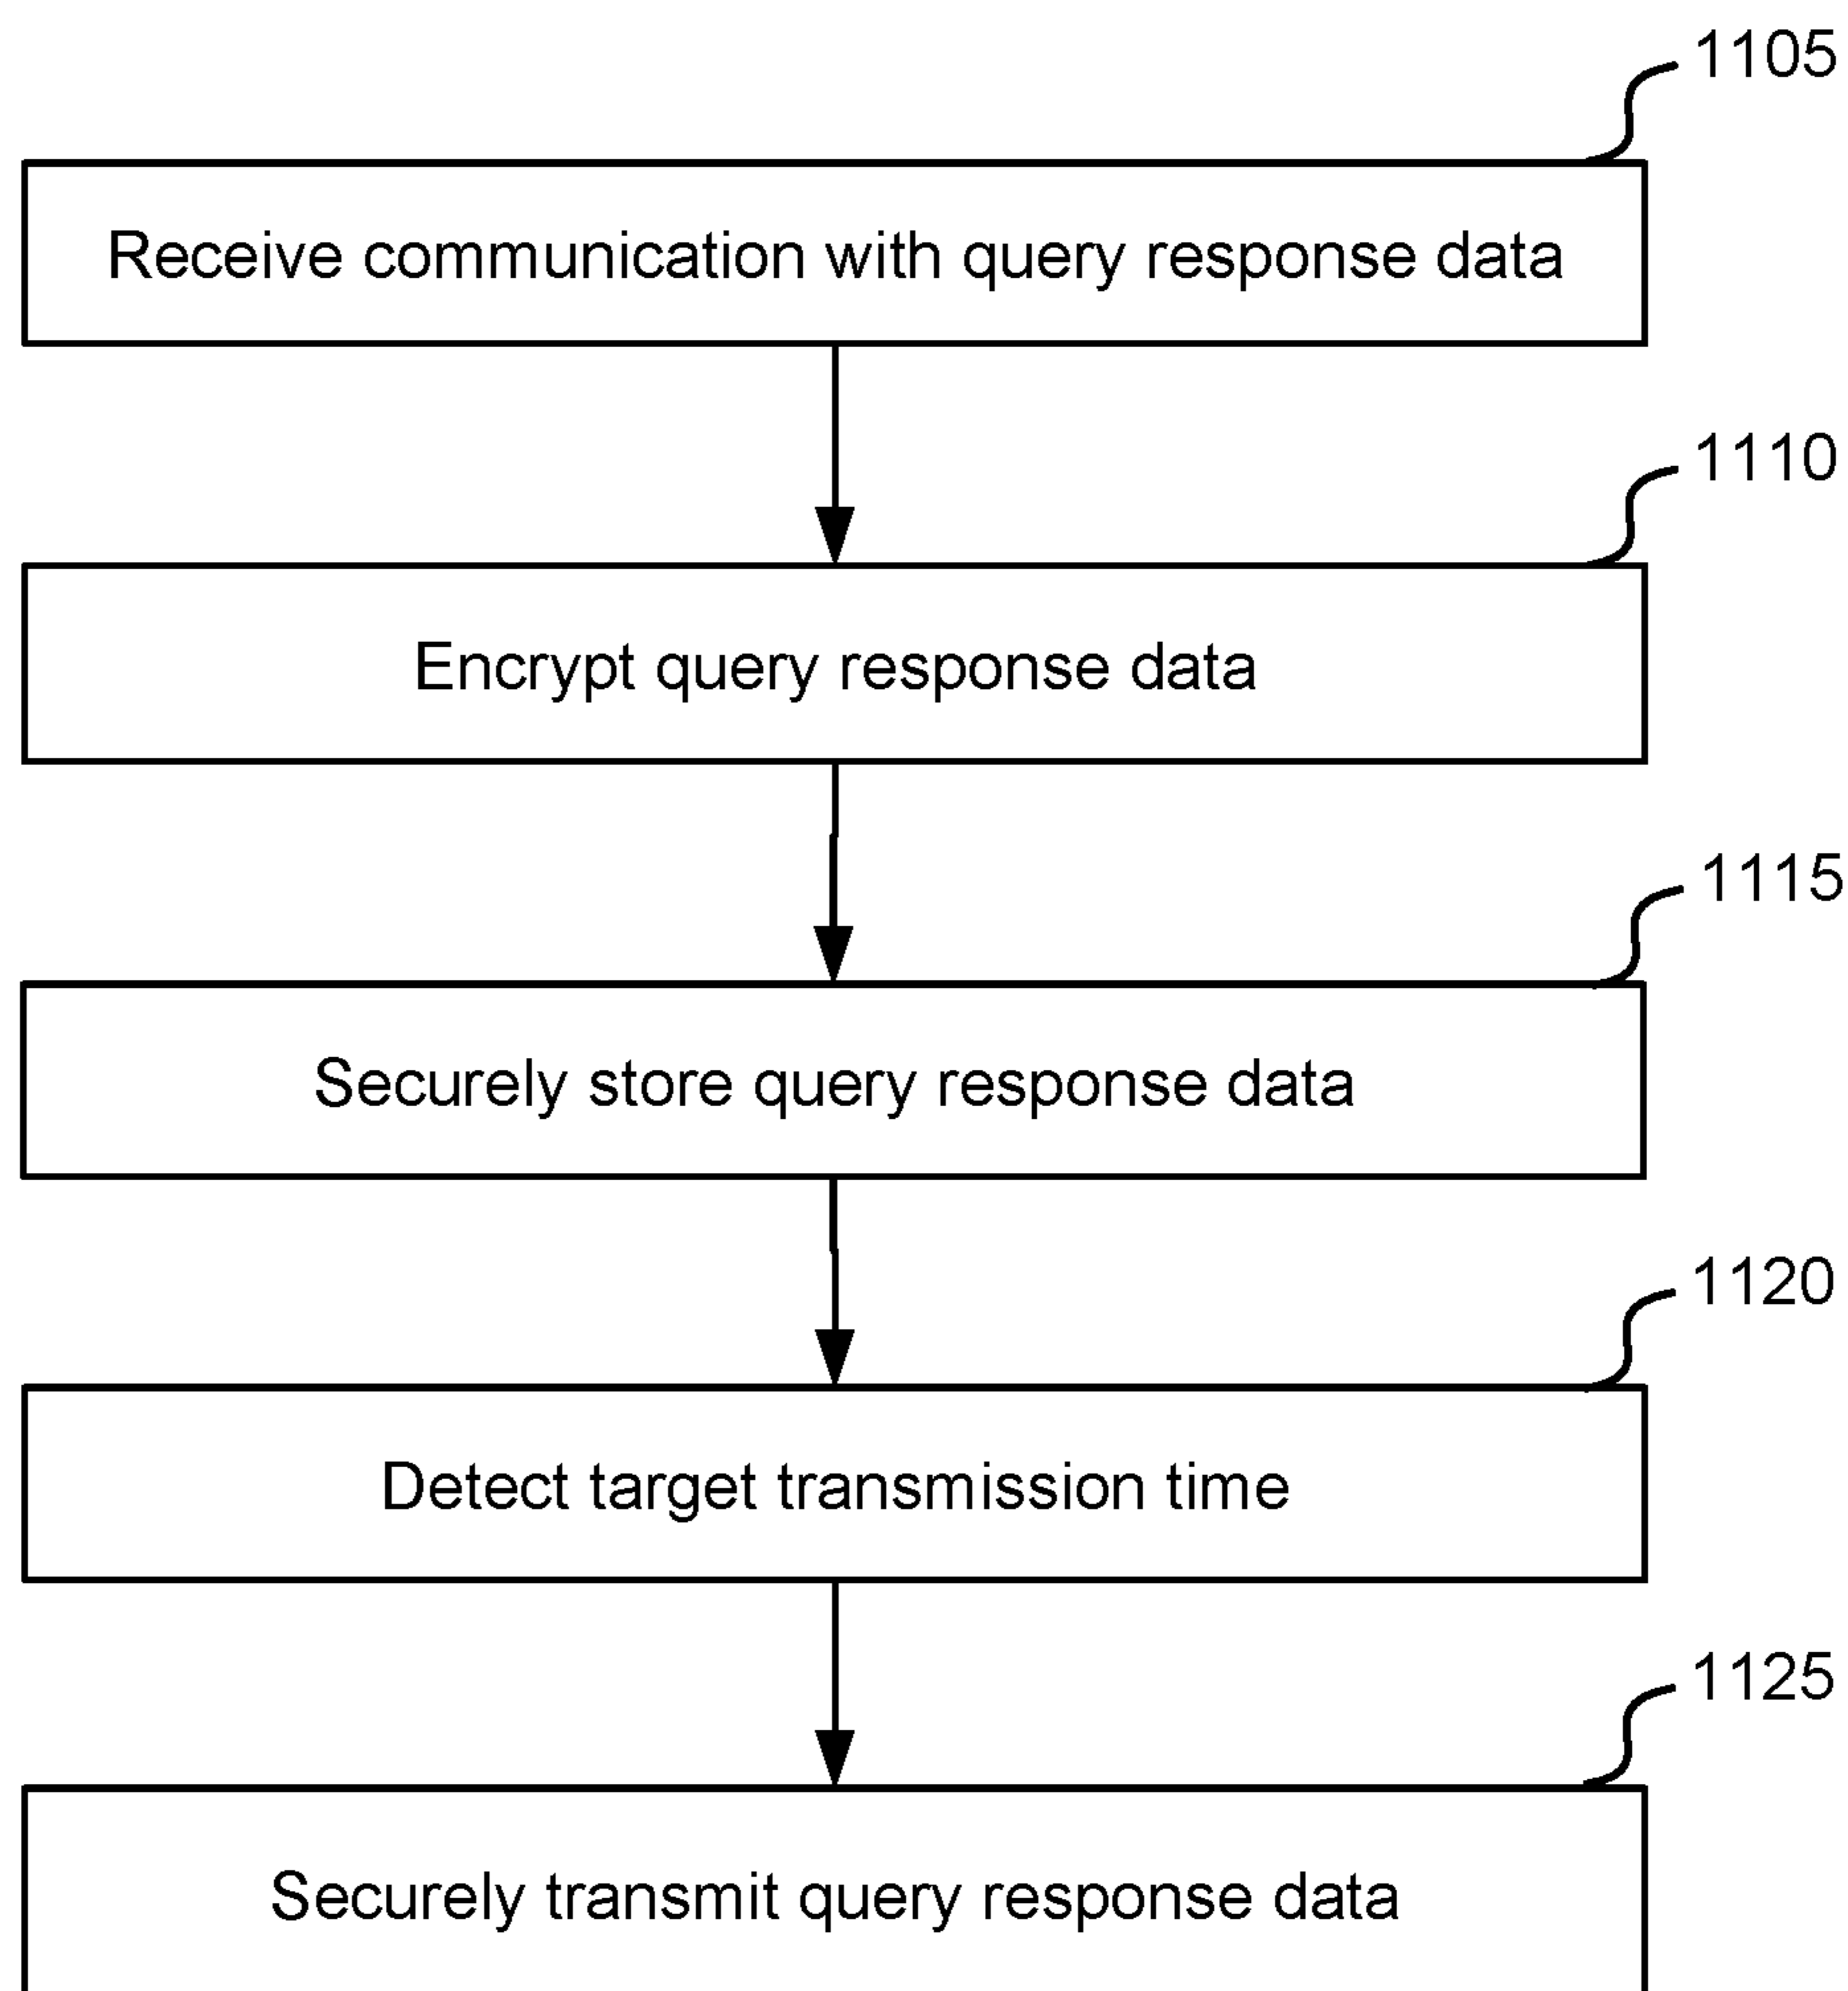 1105
Receive communication with query response data
1110
Encrypt query response data
1115
Securely store query response data
1120
Detect target transmission time
1125
Securely transmit query response data